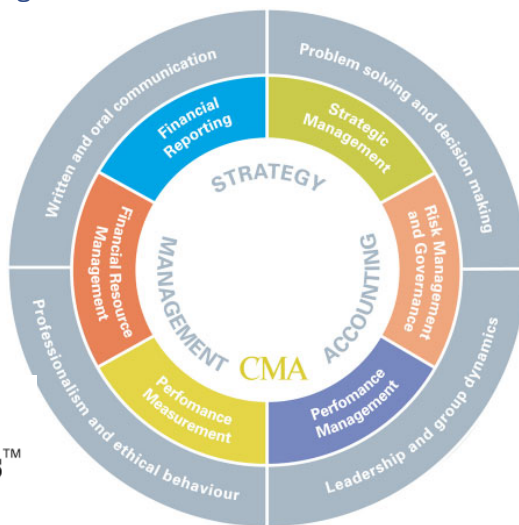 Written and oral communication
Problem solving and decision making
Financial
Reporting
Strategic
Management
STRATEGY
Financial Resource
Management
MANAGEMENT
ACCOUNTING
Risk Management
and Governance
CMA
Perfomance
Measurement
Perfomance
Management
Professionalism and ethical behaviour
Leadership and group dynamics
™